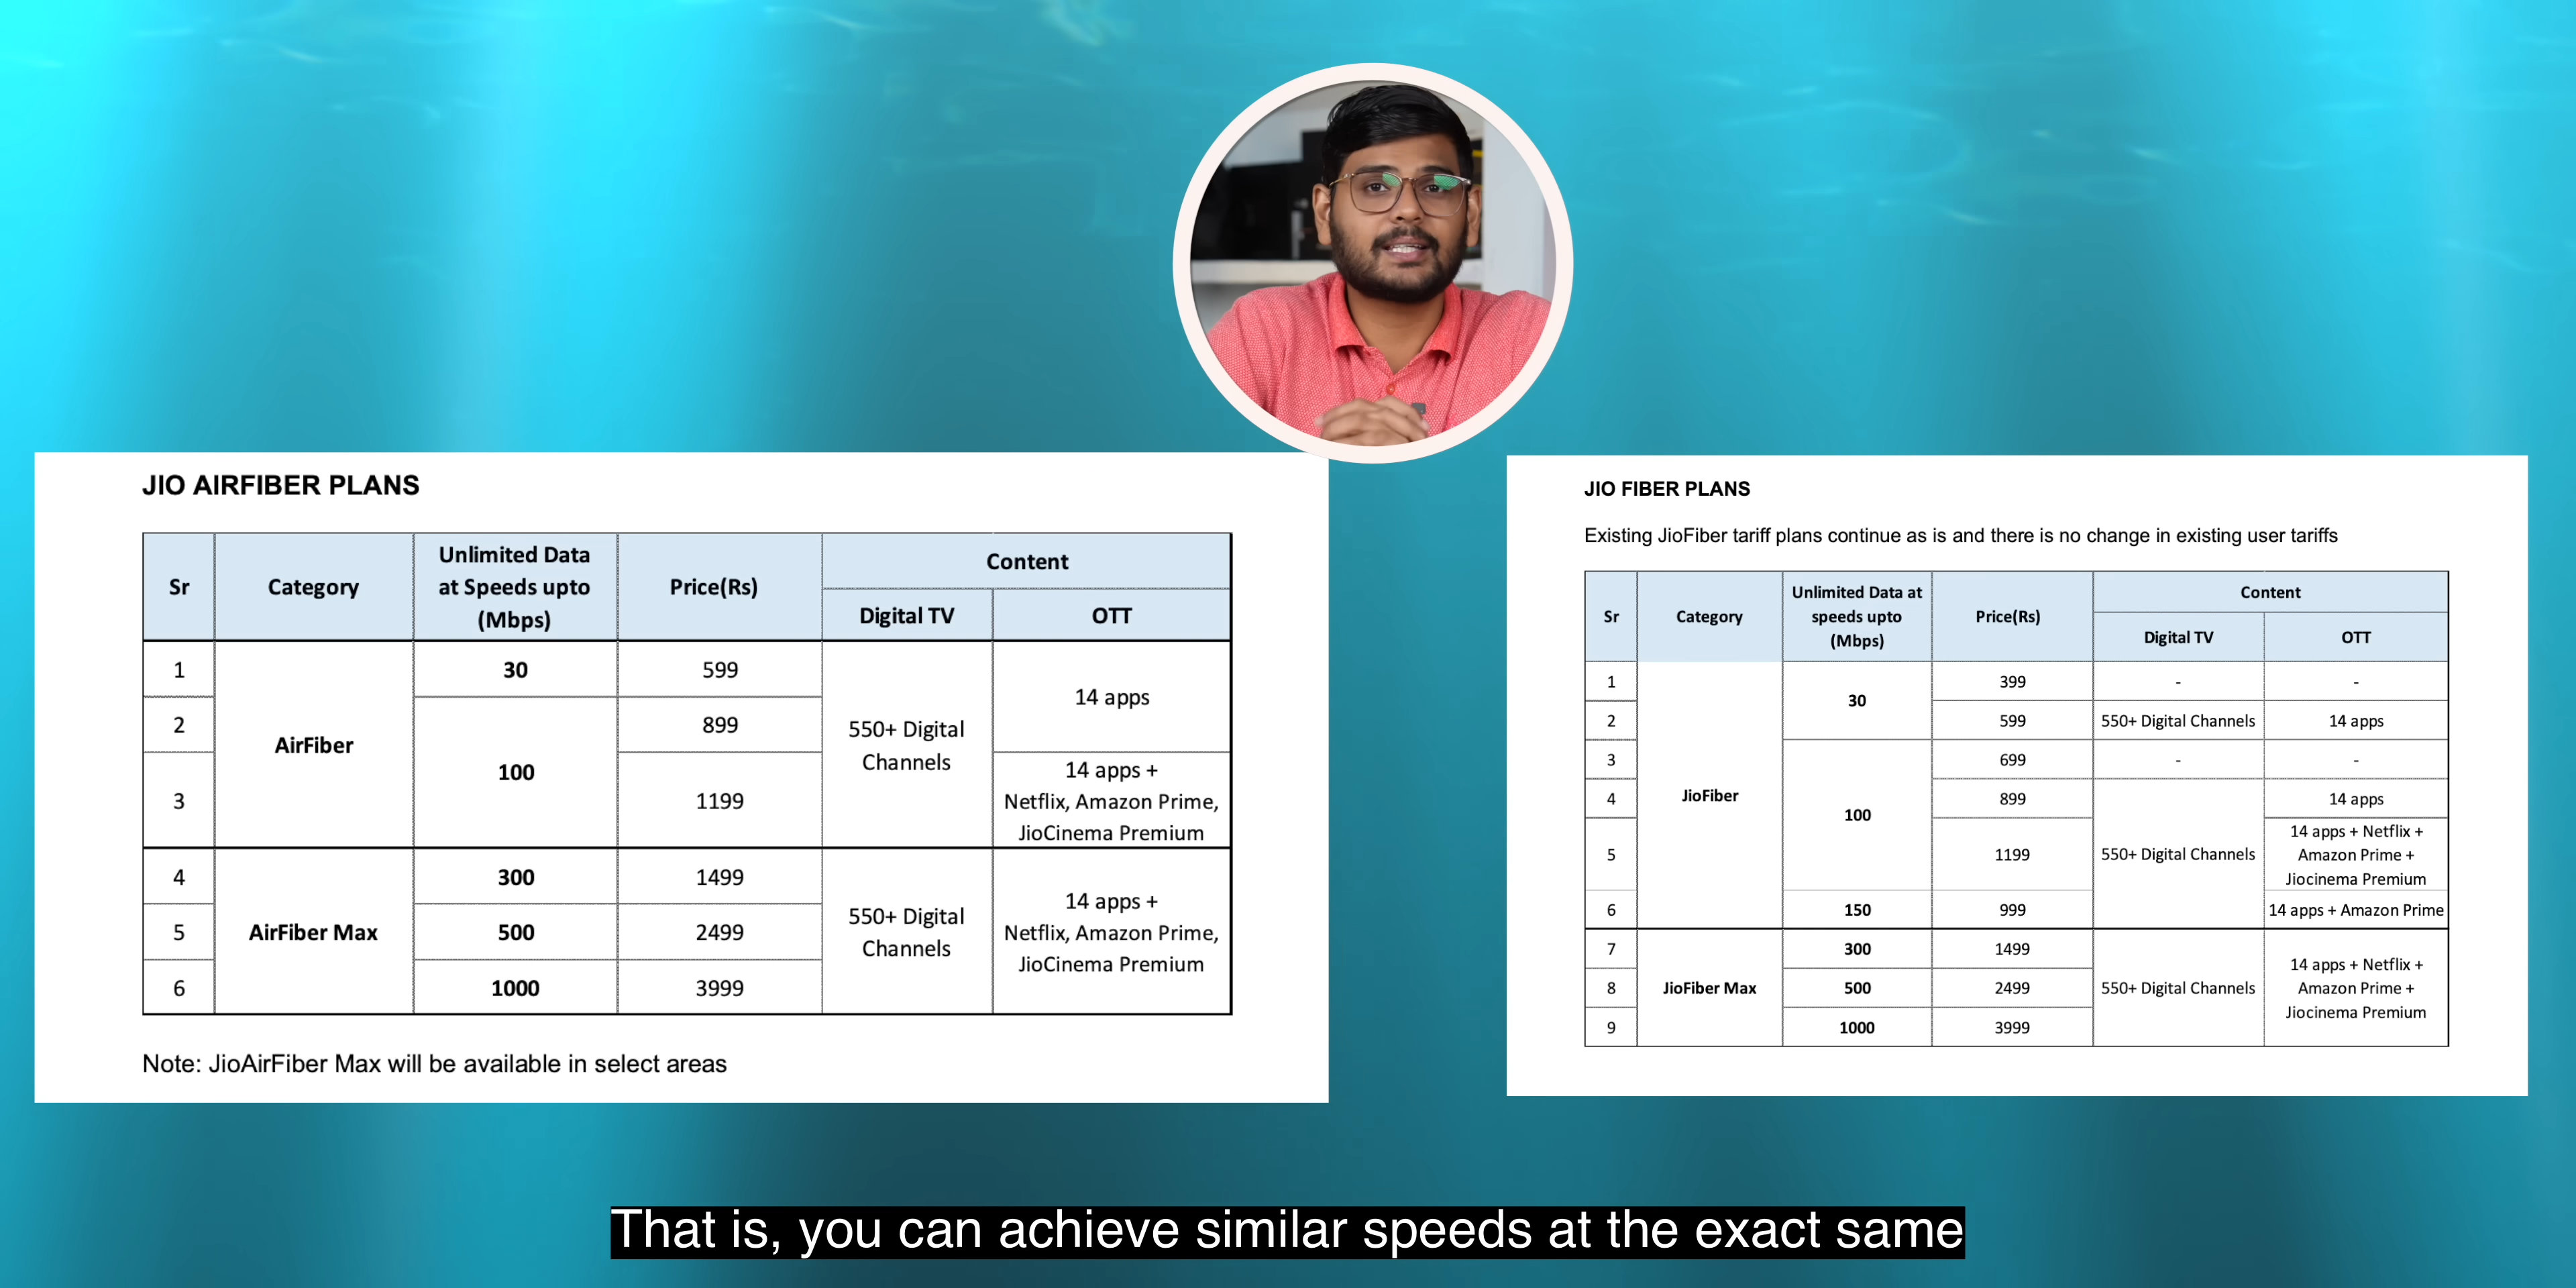 JIO AIRFIBER PLANS
Sr
Category
Unlimited Data
at Speeds upto
(Mbps)
Price(Rs)
Content
Digital TV
OTT
1
AirFiber
30
599
550+ Digital
Channels
14 apps
2
100
899
3
1199
14 apps +
Netflix, Amazon Prime,
JioCinema Premium
4
AirFiber Max
300
1499
550+ Digital
Channels
14 apps +
Netflix, Amazon Prime,
JioCinema Premium
5
500
2499
6
1000
3999
Note: JioAirFiber Max will be available in select areas
JIO FIBER PLANS
Existing JioFiber tariff plans continue as is and there is no change in existing user tariffs
Sr
Category
Unlimited Data at
speeds upto
(Mbps)
Price(Rs)
Content
Digital TV
OTT
1
JioFiber
30
399
-
-
2
599
550+ Digital Channels
14 apps
3
100
699
-
-
4
899
550+ Digital Channels
14 apps
5
1199
14 apps + Netflix +
Amazon Prime +
Jiocinema Premium
6
150
999
14 apps + Amazon Prime
7
JioFiber Max
300
1499
550+ Digital Channels
14 apps + Netflix +
Amazon Prime +
Jiocinema Premium
8
500
2499
9
1000
3999
That is, you can achieve similar speeds at the exact same